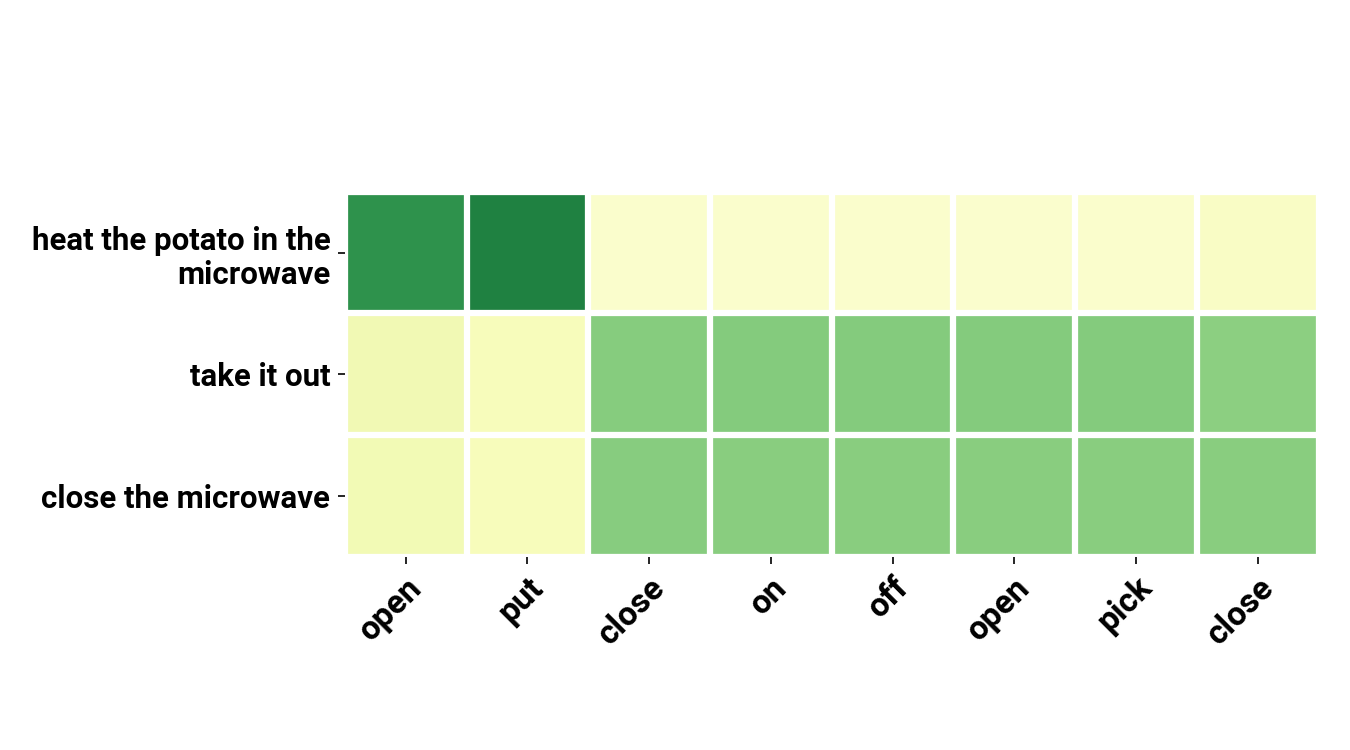 heat the potato in the
microwave
take it out
close the microwave
open
put
close
on
off
open
pick
close